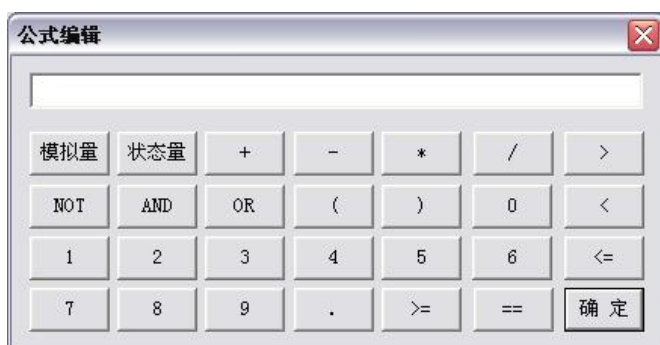 公式编辑
模拟量 状态量 + - * / >
NOT AND OR ( ) 0 <
1 2 3 4 5 6 <=
7 8 9 . >= == 确 定